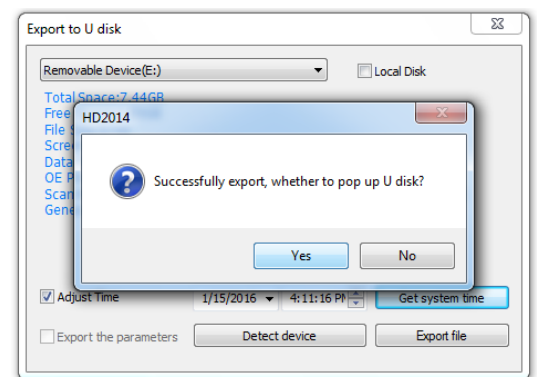 Export to U disk
Removable Device(E:)
Local Disk
Total Space:7.44GB
Free
File
Scre
Data
OE P
Scan
Gene
HD2014
Successfully export, whether to pop up U disk?
Yes
No
Adjust Time
1/15/2016
4:11:16 PM
Get system time
Export the parameters
Detect device
Export file